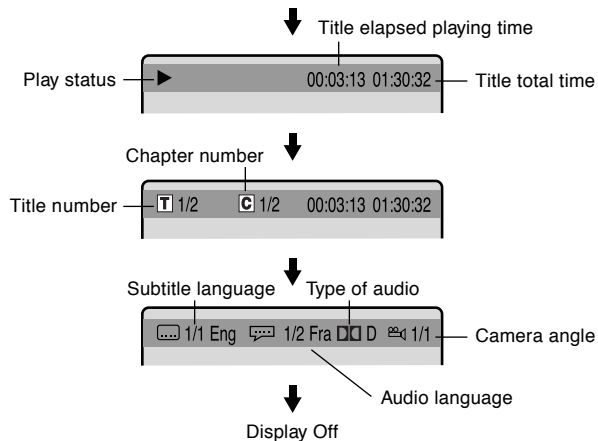 Title elapsed playing time
Play status
00:03:13 01:30:32
Title total time
Chapter number
Title number
T 1/2 C 1/2 00:03:13 01:30:32
Subtitle language Type of audio
1/1 Eng 1/2 Fra D 1/1
Camera angle
Audio language
Display Off